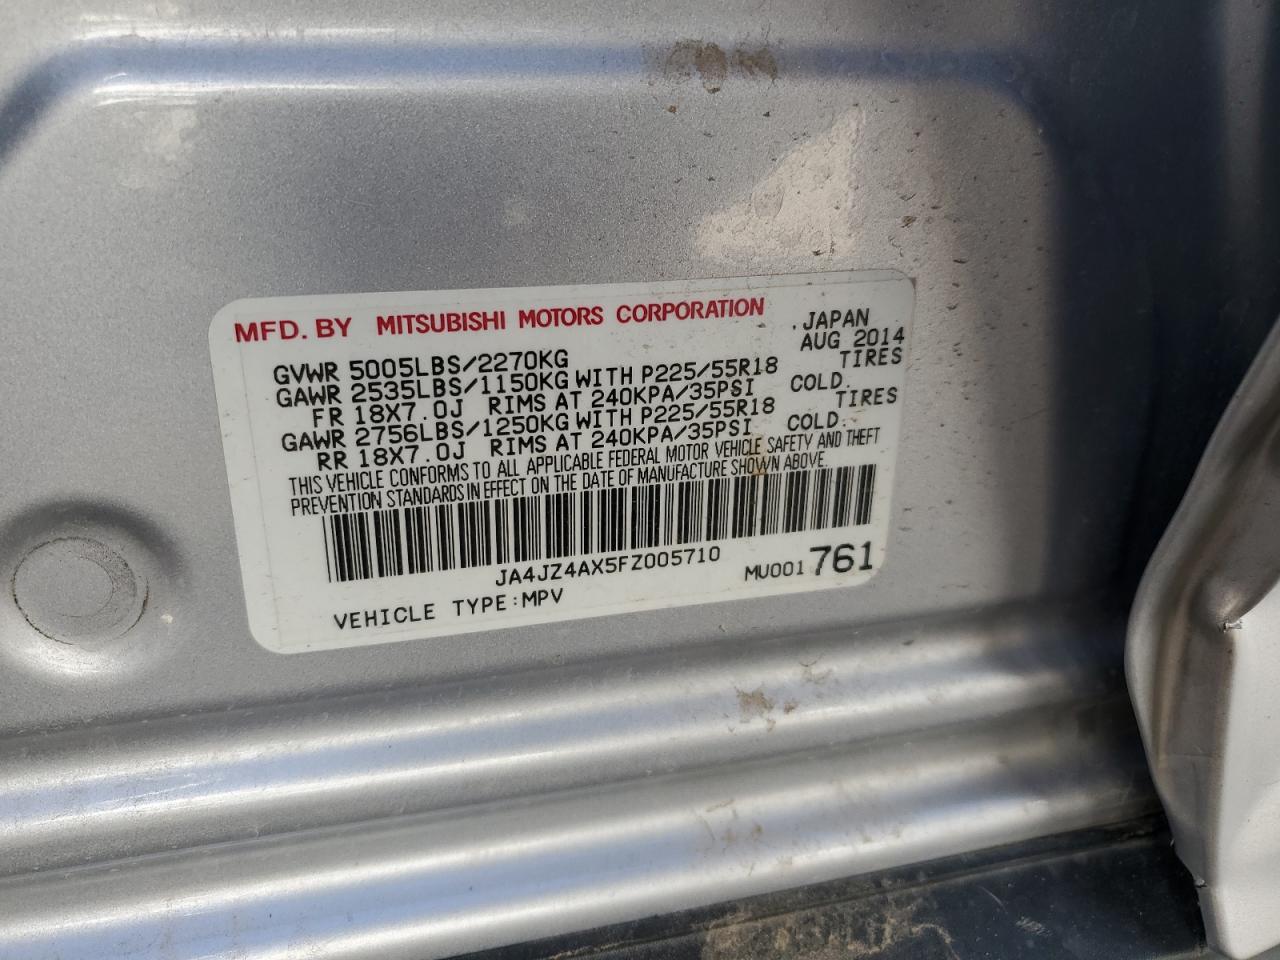 MFD. BY MITSUBISHI MOTORS CORPORATION
. JAPAN
AUG 2014
GVWR 5005LBS/2270KG
GAWR 2535LBS/1150KG WITH P225/55R18 TIRES
FR 18X7.0J RIMS AT 240KPA/35PSI COLD.
GAWR 2756LBS/1250KG WITH P225/55R18 TIRES
RR 18X7.0J RIMS AT 240KPA/35PSI COLD.
THIS VEHICLE CONFORMS TO ALL APPLICABLE FEDERAL MOTOR VEHICLE SAFETY AND THEFT
PREVENTION STANDARDS IN EFFECT ON THE DATE OF MANUFACTURE SHOWN ABOVE.
JA4JZ4AX5FZ005710
MU001761
VEHICLE TYPE:MPV